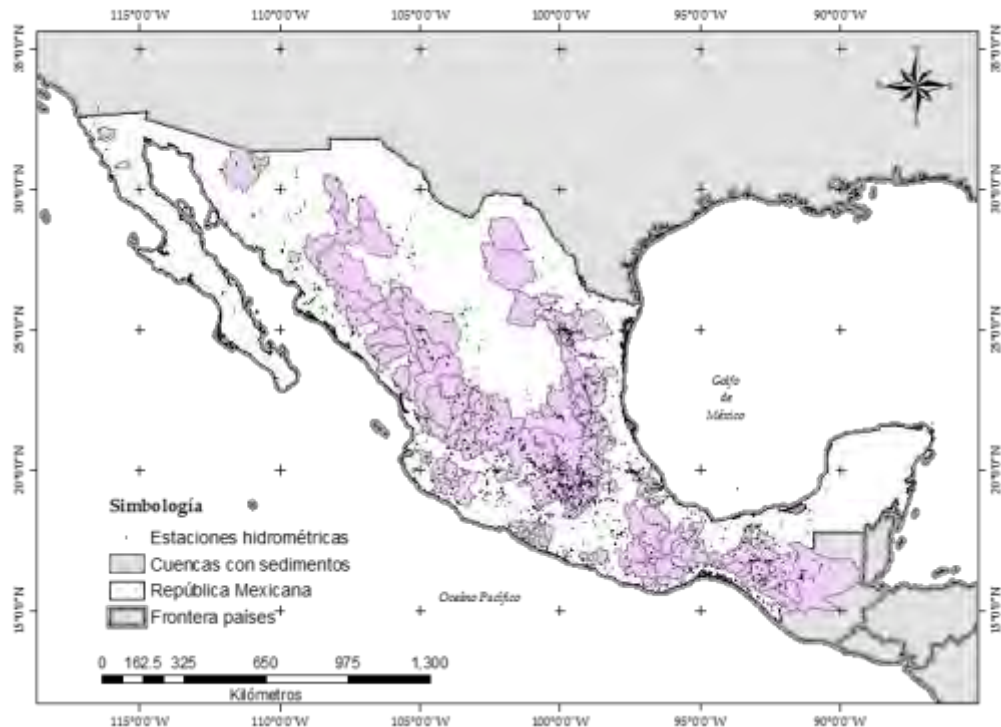 115°0'0"W 110°0'0"W 105°0'0"W 100°0'0"W 95°0'0"W 90°0'0"W
35°0'0"N 35°0'0"N
30°0'0"N 30°0'0"N
25°0'0"N 25°0'0"N
Golfo
de
México
20°0'0"N 20°0'0"N
Simbología
Estaciones hidrométricas
Cuencas con sedimentos
República Mexicana
Frontera países
Oceáno Pacífico
15°0'0"N 15°0'0"N
0 162.5 325 650 975 1,300
Kilómetros
115°0'0"W 110°0'0"W 105°0'0"W 100°0'0"W 95°0'0"W 90°0'0"W